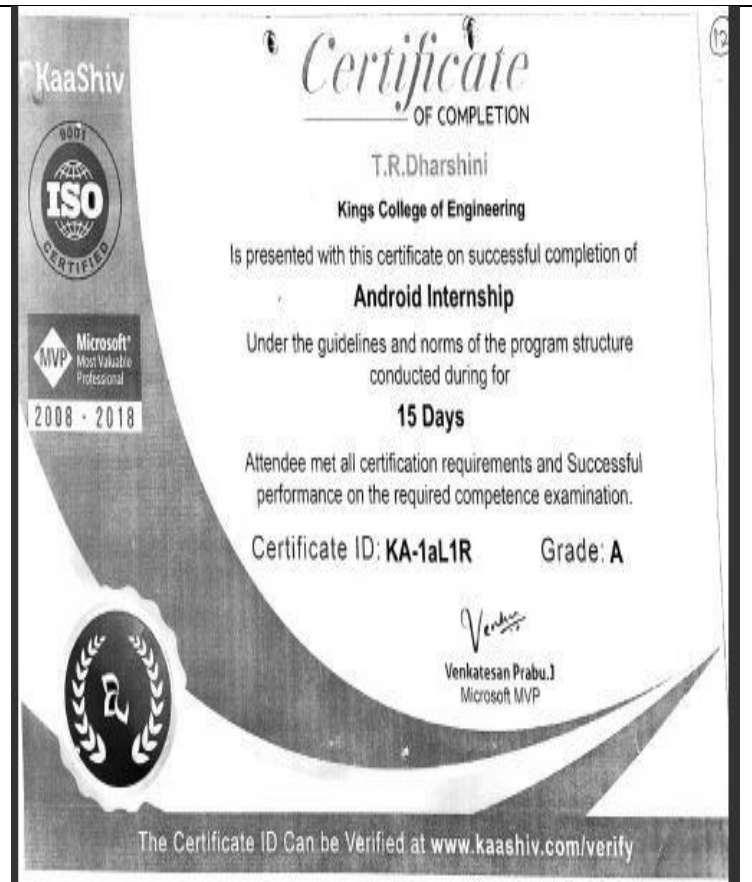 12
KaaShiv
Certificate
OF COMPLETION
9001
ISO
CERTIFIED
T.R.Dharshini
Kings College of Engineering
Is presented with this certificate on successful completion of
Android Internship
MVP
Microsoft®
Most Valuable
Professional
2008 - 2018
Under the guidelines and norms of the program structure
conducted during for
15 Days
Attendee met all certification requirements and Successful
performance on the required competence examination.
Certificate ID: KA-1aL1R Grade: A
Venkatesan Prabu.J
Microsoft MVP
The Certificate ID Can be Verified at www.kaashiv.com/verify